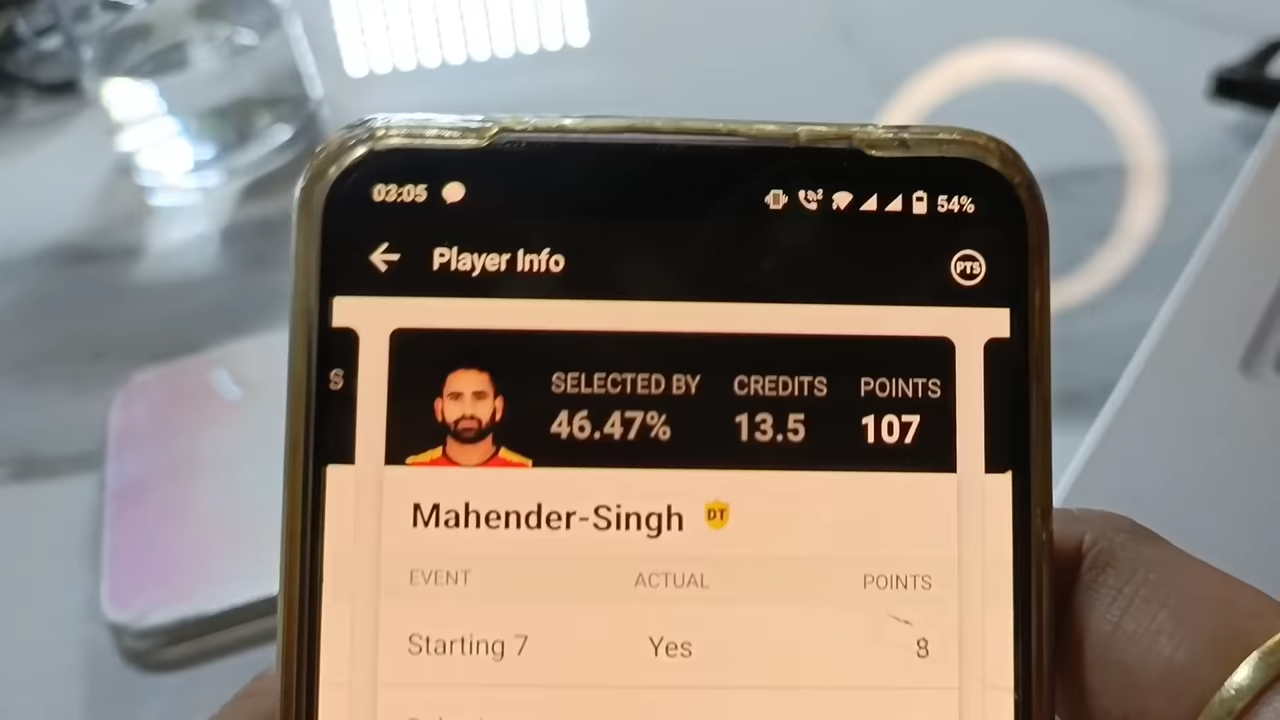 03:05 2 54%
Player Info PTS
S
SELECTED BY CREDITS POINTS
46.47% 13.5 107
Mahender-Singh DT
EVENT ACTUAL POINTS
Starting 7 Yes 8